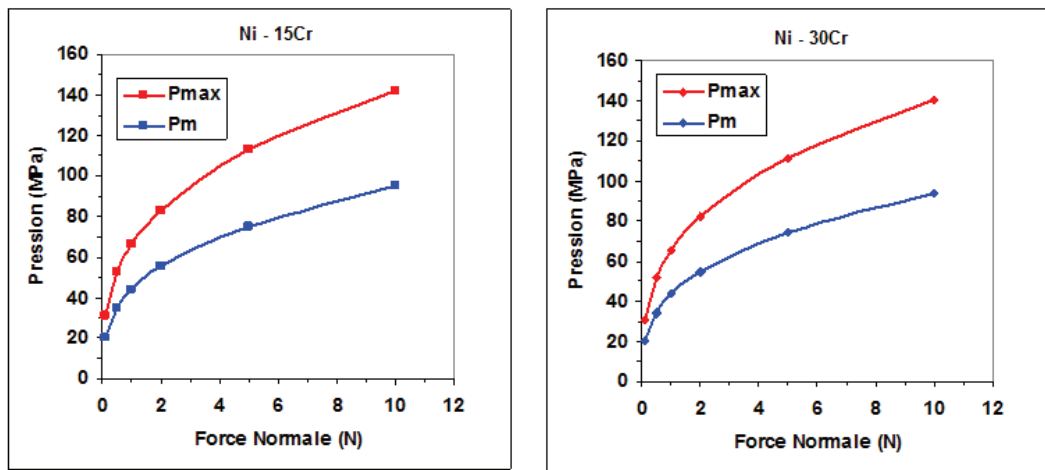 Ni - 15Cr
160
140
120
100
80
60
40
20
0
Pression (MPa)
Pmax
Pm
0 2 4 6 8 10 12
Force Normale (N)
Ni - 30Cr
160
140
120
100
80
60
40
20
0
Pression (MPa)
Pmax
Pm
0 2 4 6 8 10 12
Force Normale (N)